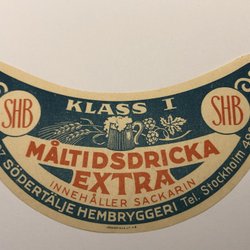 KLASS I
SHB
SHB
MÅLTIDSDRICKA
EXTRA
INNEHÅLLER SACKARIN
SÖDERTÄLJE HEMBRYGGERI Tel. Stockholm